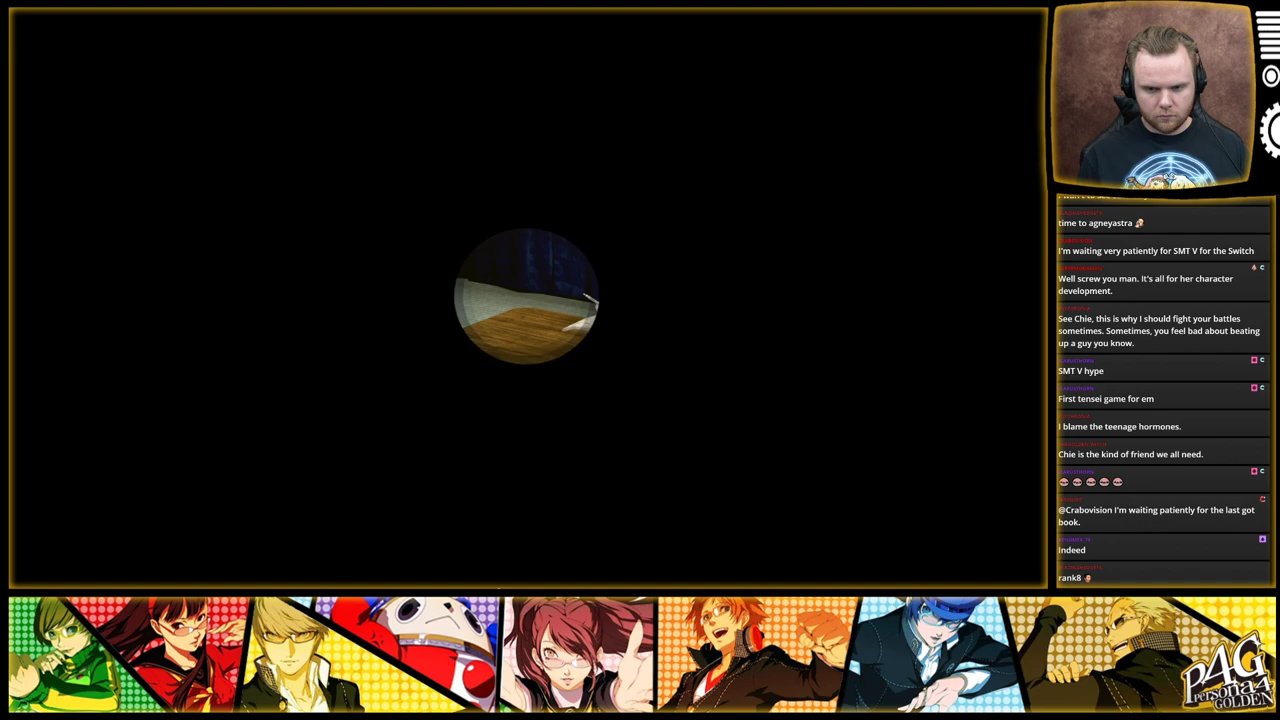 time to agneyastra
I'm waiting very patiently for SMT V for the Switch
Well screw you man. It's all for her character
development.
See Chie, this is why I should fight your battles
sometimes. Sometimes, you feel bad about beating
up a guy you know.
SMT V hype
First tensei game for em
I blame the teenage hormones.
Chie is the kind of friend we all need.
@Crabovision I'm waiting patiently for the last got
book.
Indeed
rank8
P4G
Persona4
GOLDEN